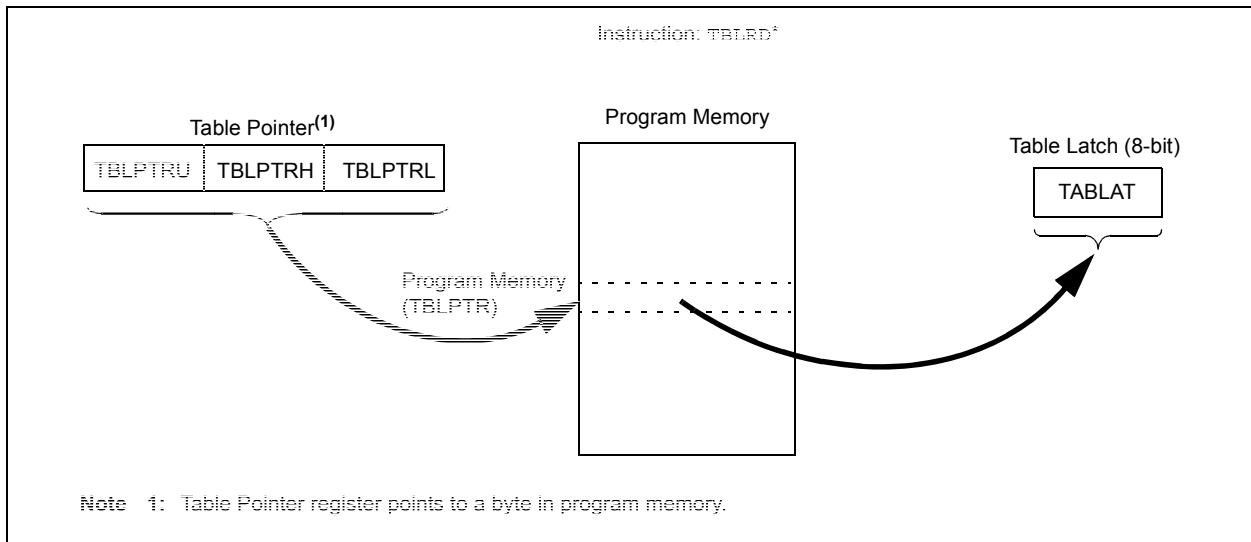 Instruction: TBLRD*
Table Pointer(1)
Program Memory
Table Latch (8-bit)
TBLPTRU TBLPTRH TBLPTRL
TABLAT
Program Memory
(TBLPTR)
Note 1: Table Pointer register points to a byte in program memory.